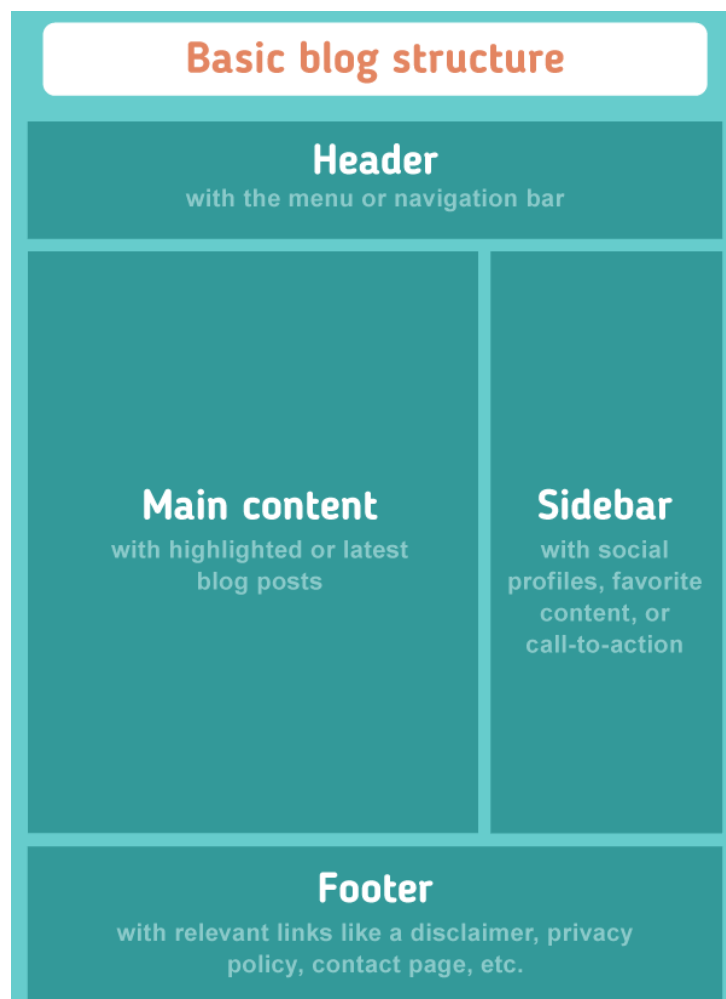 Basic blog structure
Header
with the menu or navigation bar
Main content
with highlighted or latest
blog posts
Sidebar
with social
profiles, favorite
content, or
call-to-action
Footer
with relevant links like a disclaimer, privacy
policy, contact page, etc.